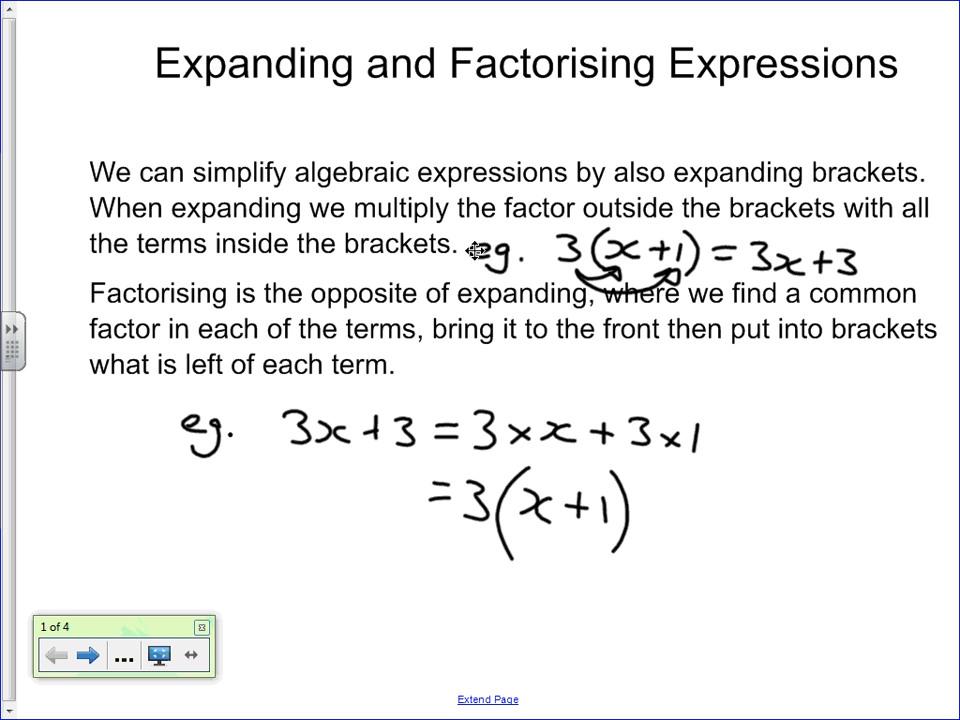 Expanding and Factorising Expressions
We can simplify algebraic expressions by also expanding brackets.
When expanding we multiply the factor outside the brackets with all
the terms inside the brackets. eg. 3(x+1) = 3x+3
Factorising is the opposite of expanding, where we find a common
factor in each of the terms, bring it to the front then put into brackets
what is left of each term.
eg. 3x+3 = 3×x + 3×1
=3(x+1)
1 of 4
...
Extend Page